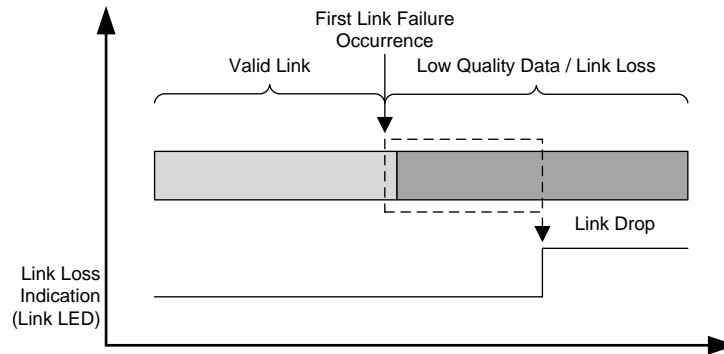 First Link Failure
Occurrence
Valid Link
Low Quality Data / Link Loss
Link Drop
Link Loss
Indication
(Link LED)